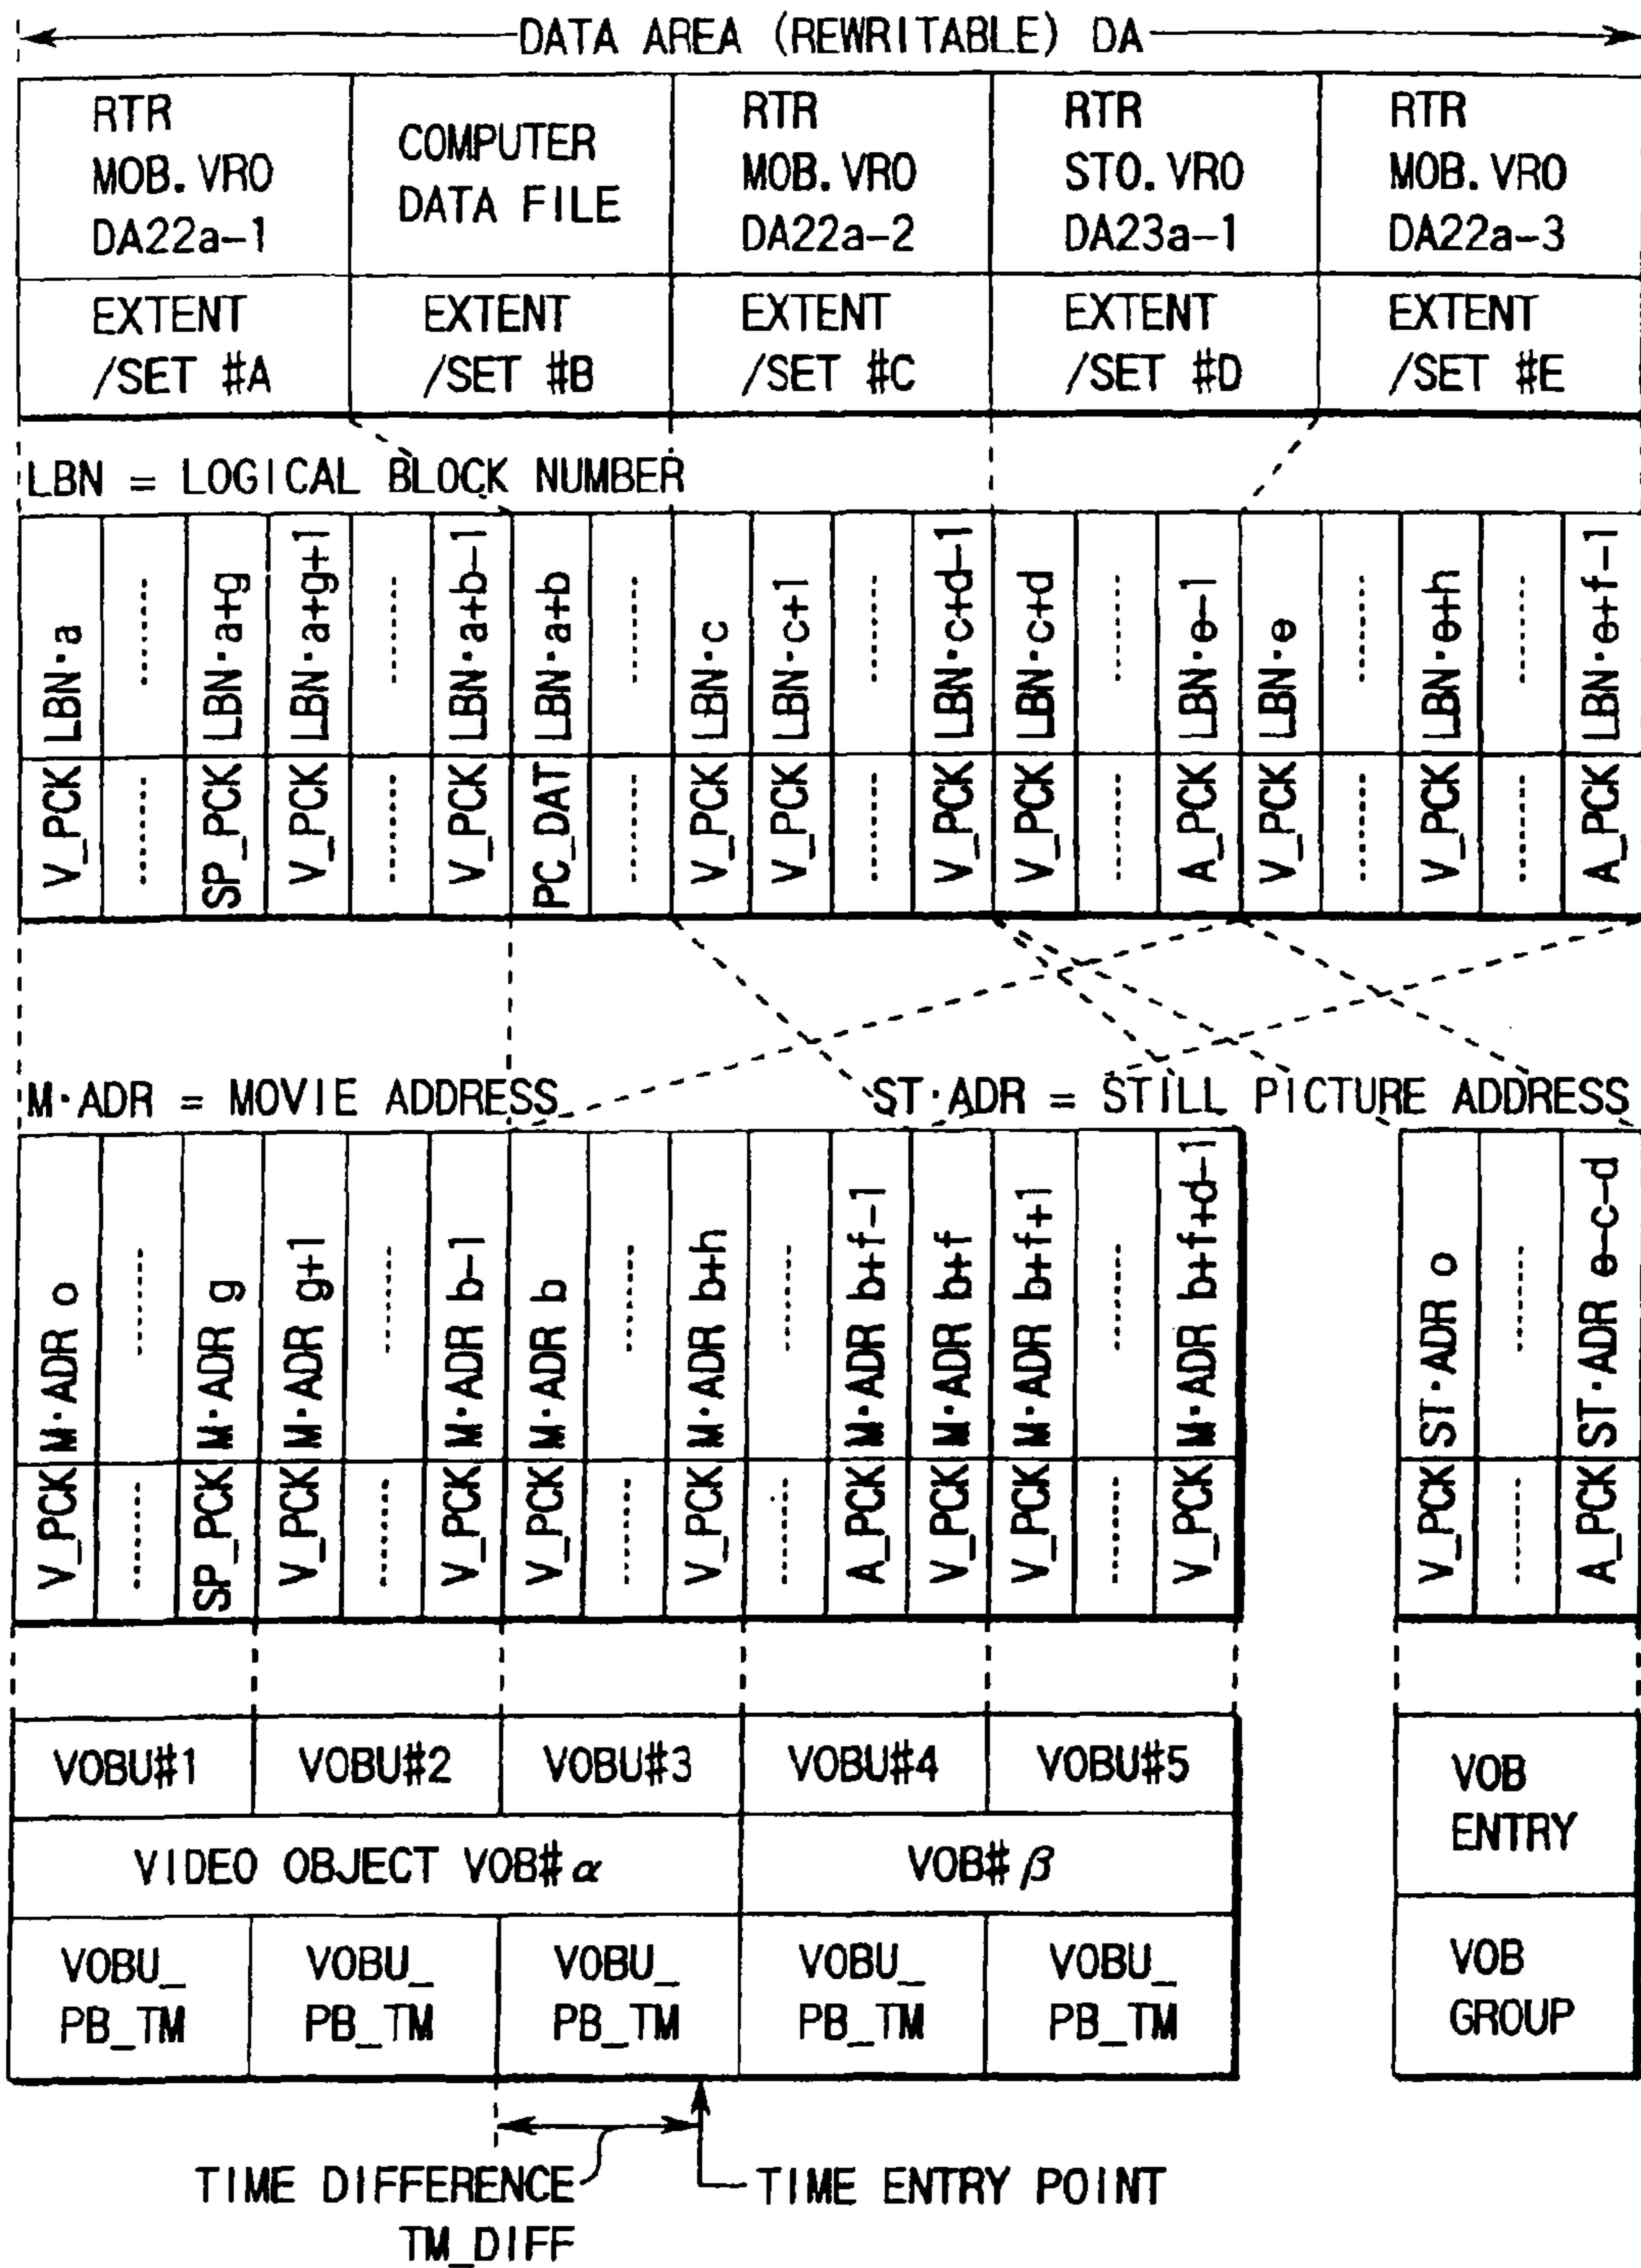 DATA AREA (REWRITABLE) DA
RTR
MOB.VRO
DA22a-1
COMPUTER
DATA FILE
RTR
MOB.VRO
DA22a-2
RTR
STO.VRO
DA23a-1
RTR
MOB.VRO
DA22a-3
EXTENT
/SET #A
EXTENT
/SET #B
EXTENT
/SET #C
EXTENT
/SET #D
EXTENT
/SET #E
LBN = LOGICAL BLOCK NUMBER
V_PCK LBN·a
SP_PCK LBN·a+g
V_PCK LBN·a+g+1
V_PCK LBN·a+b-1
PC_DAT LBN·a+b
V_PCK LBN·c
V_PCK LBN·c+1
V_PCK LBN·c+d-1
V_PCK LBN·c+d
A_PCK LBN·e-1
V_PCK LBN·e
V_PCK LBN·e+h
A_PCK LBN·e+f-1
M·ADR = MOVIE ADDRESS
ST·ADR = STILL PICTURE ADDRESS
V_PCK M·ADR o
SP_PCK M·ADR g
V_PCK M·ADR g+1
V_PCK M·ADR b-1
V_PCK M·ADR b
V_PCK M·ADR b+h
A_PCK M·ADR b+f-1
V_PCK M·ADR b+f
V_PCK M·ADR b+f+1
V_PCK M·ADR b+f+d-1
V_PCK ST·ADR o
A_PCK ST·ADR e-c-d
VOBU#1
VOBU#2
VOBU#3
VOBU#4
VOBU#5
VOB
ENTRY
VIDEO OBJECT VOB#α
VOB#β
VOBU_
PB_TM
VOBU_
PB_TM
VOBU_
PB_TM
VOBU_
PB_TM
VOBU_
PB_TM
VOB
GROUP
TIME DIFFERENCE
TM_DIFF
TIME ENTRY POINT